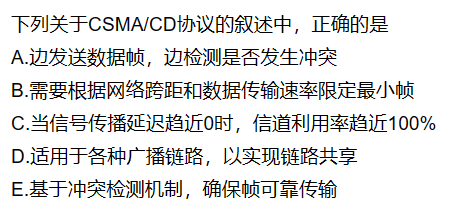 下列关于CSMA/CD协议的叙述中，正确的是
A.边发送数据帧，边检测是否发生冲突
B.需要根据网络跨距和数据传输速率限定最小帧
C.当信号传播延迟趋近0时，信道利用率趋近100%
D.适用于各种广播链路，以实现链路共享
E.基于冲突检测机制，确保帧可靠传输